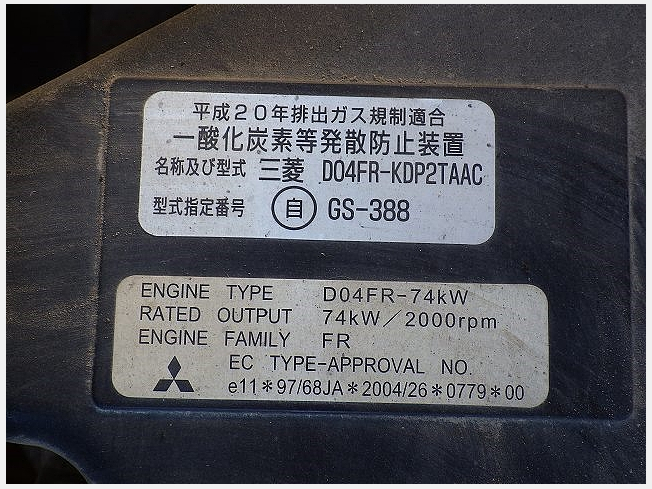 平成20年排出ガス規制適合
一酸化炭素等発散防止装置
名称及び型式 三菱 D04FR-KDP2TAAC
型式指定番号 自 GS-388
ENGINE TYPE D04FR-74kW
RATED OUTPUT 74kW/2000rpm
ENGINE FAMILY FR
EC TYPE-APPROVAL NO.
e11*97/68JA*2004/26*0779*00